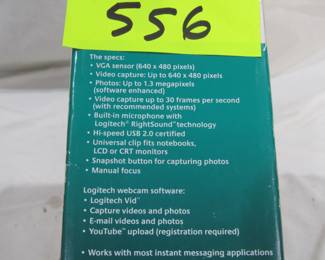 556
The specs:
• VGA sensor (640 x 480 pixels)
• Video capture: Up to 640 x 480 pixels
• Photos: Up to 1.3 megapixels
(software enhanced)
• Video capture up to 30 frames per second
(with recommended systems)
• Built-in microphone with
Logitech® RightSound™ technology
• Hi-speed USB 2.0 certified
• Universal clip fits notebooks,
LCD or CRT monitors
• Snapshot button for capturing photos
• Manual focus
Logitech webcam software:
• Logitech Vid™
• Capture videos and photos
• E-mail videos and photos
• YouTube™ upload (registration required)
• Works with most instant messaging applications